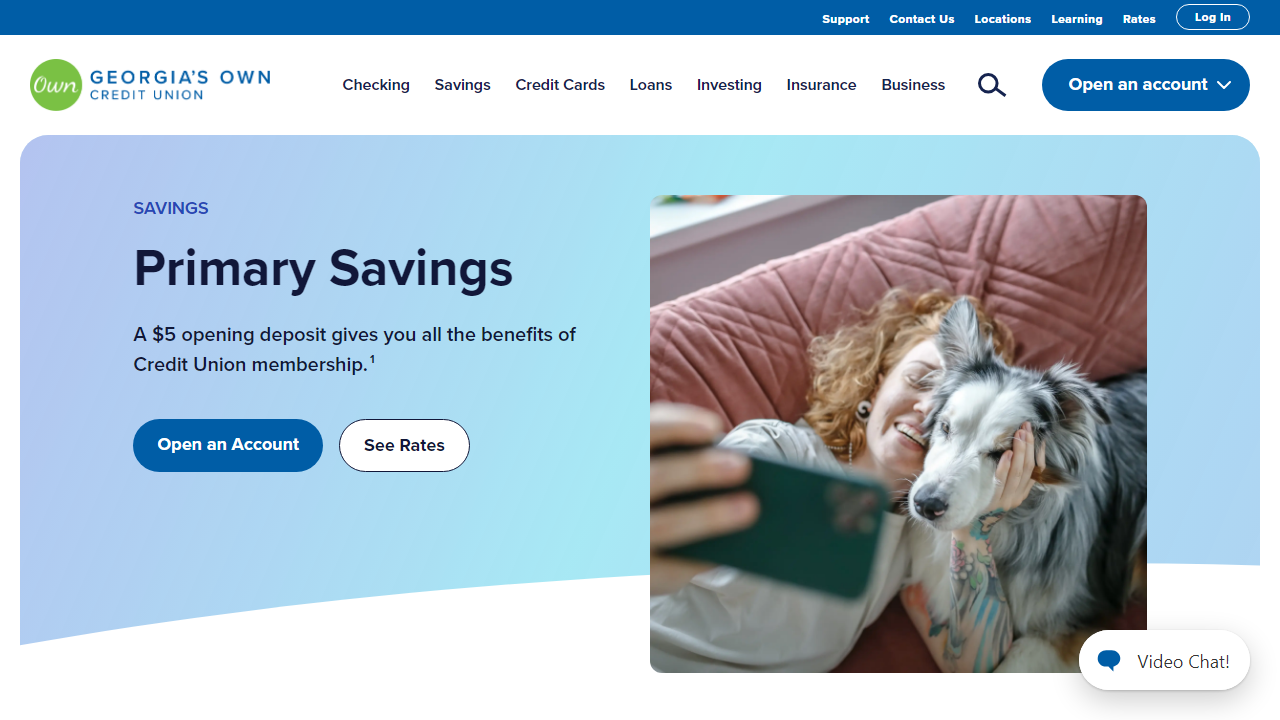 Support Contact Us Locations Learning Rates Log In
Own GEORGIA'S OWN
CREDIT UNION
Checking Savings Credit Cards Loans Investing Insurance Business Open an account
SAVINGS
Primary Savings
A $5 opening deposit gives you all the benefits of
Credit Union membership.¹
Open an Account See Rates
Video Chat!